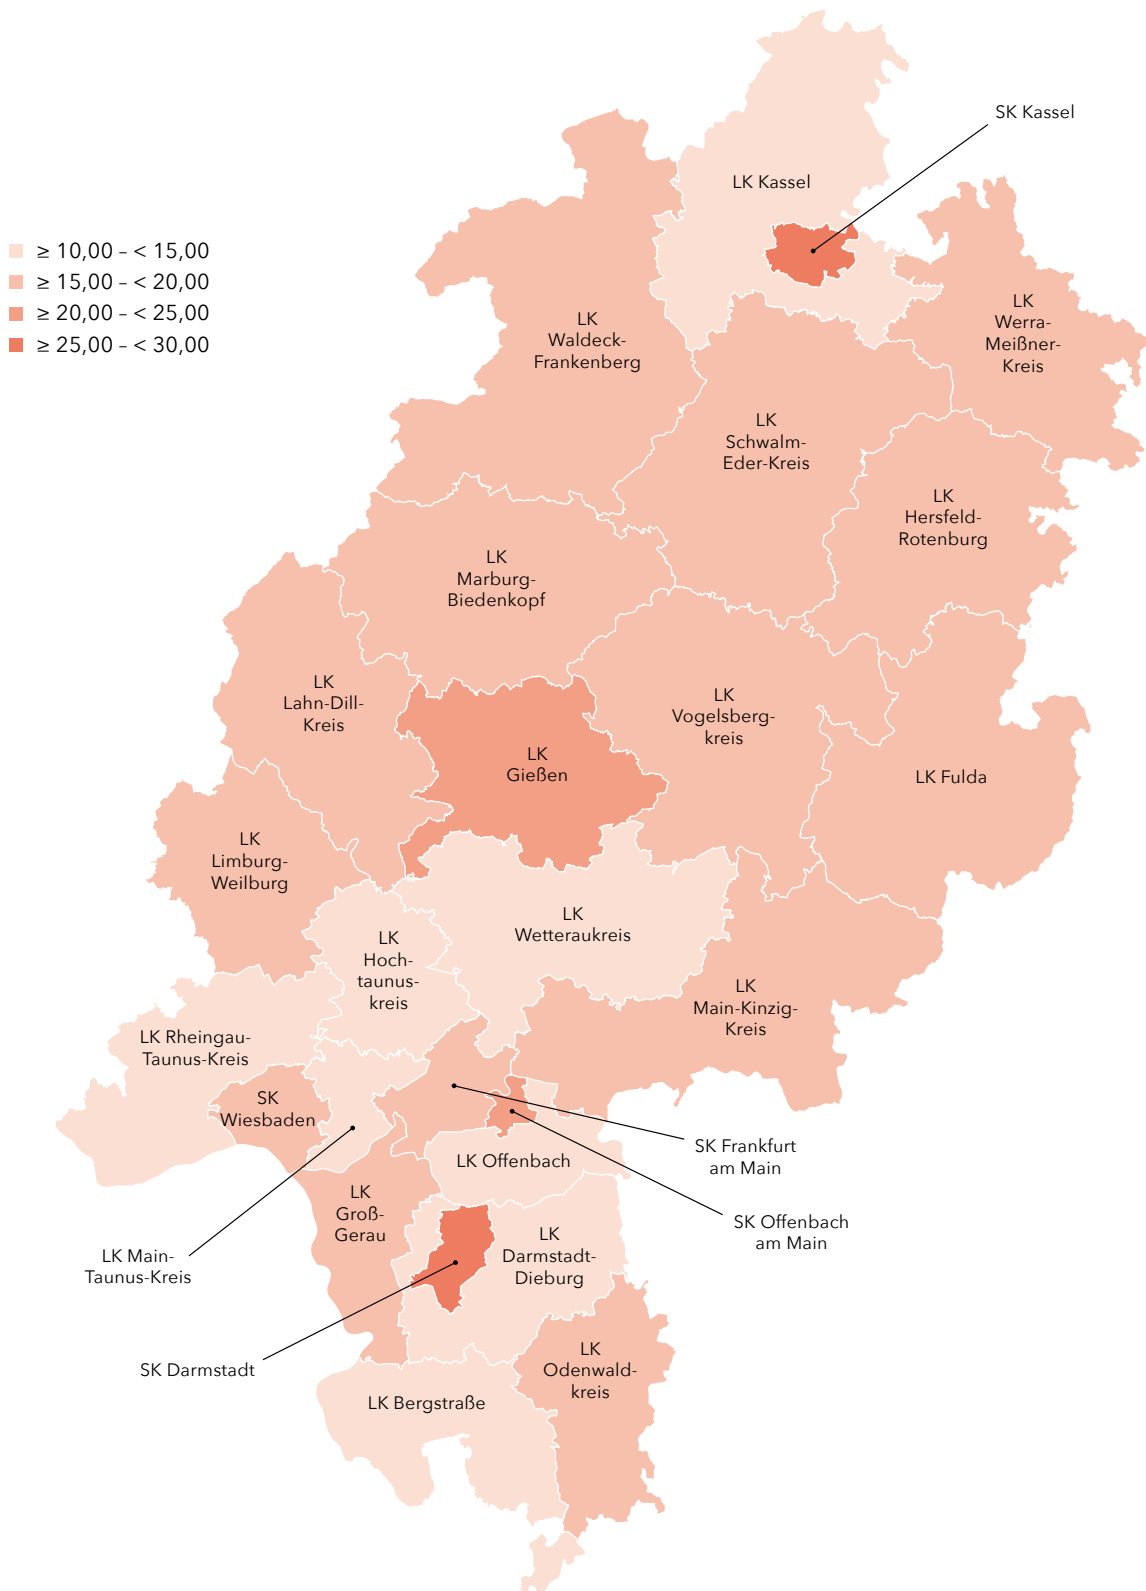 SK Kassel
LK Kassel
≥ 10,00 – < 15,00
≥ 15,00 – < 20,00
≥ 20,00 – < 25,00
≥ 25,00 – < 30,00
LK
Werra-
Meißner-
Kreis
LK
Waldeck-
Frankenberg
LK
Schwalm-
Eder-Kreis
LK
Hersfeld-
Rotenburg
LK
Marburg-
Biedenkopf
LK
Lahn-Dill-
Kreis
LK
Vogelsberg-
kreis
LK
Gießen
LK Fulda
LK
Limburg-
Weilburg
LK
Wetteraukreis
LK
Hoch-
taunus-
kreis
LK
Main-Kinzig-
Kreis
LK Rheingau-
Taunus-Kreis
SK
Wiesbaden
SK Frankfurt
am Main
LK Offenbach
LK
Groß-
Gerau
SK Offenbach
am Main
LK
Darmstadt-
Dieburg
LK Main-
Taunus-Kreis
SK Darmstadt
LK
Odenwald-
kreis
LK Bergstraße